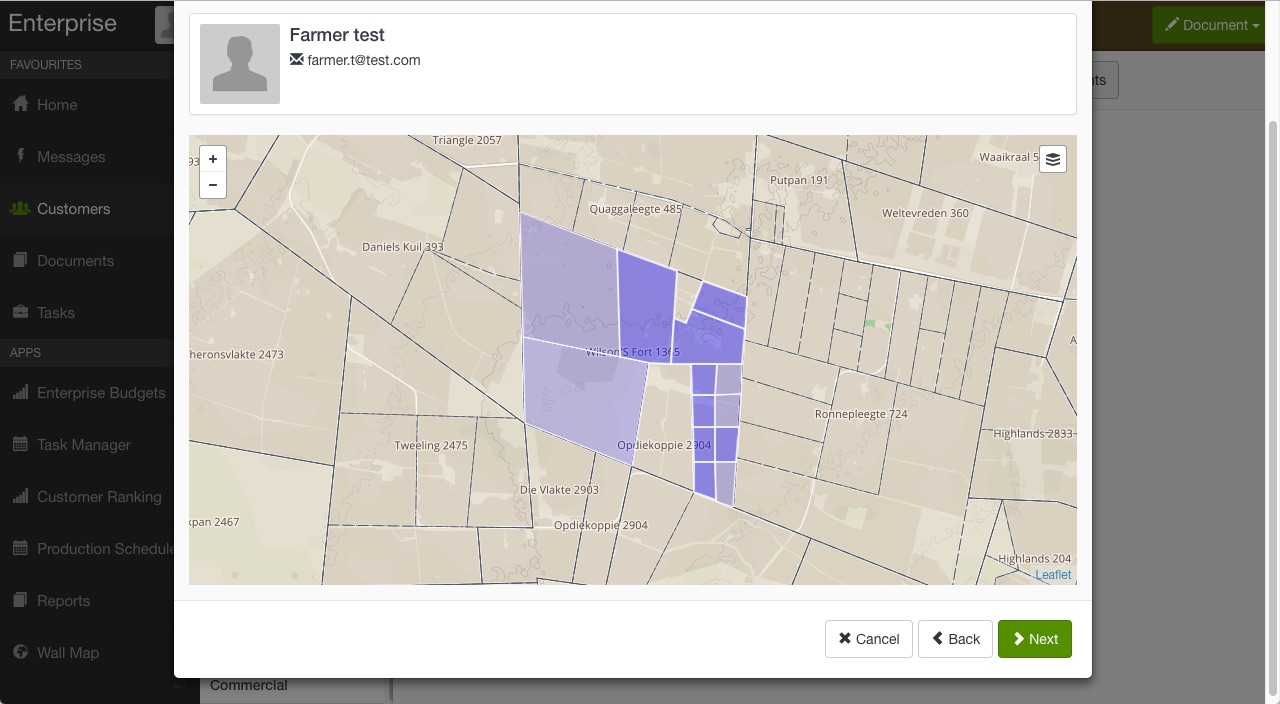 Enterprise
FAVOURITES
Home
Messages
Customers
Documents
Tasks
APPS
Enterprise Budgets
Task Manager
Customer Ranking
Production Schedule
Reports
Wall Map
Document
nts
Farmer test
farmer.t@test.com
+
−
Triangle 2057
93
Putpan 191
Waaikraal 5
Quaggaleegte 485
Weltevreden 360
Daniels Kuil 393
heronsvlakte 2473
Wilson'S Fort 1365
A
Ronnepleegte 724
Tweeling 2475
Opdiekoppie 2904
Highlands 2833
Die Vlakte 2903
kpan 2467
Opdiekoppie 2904
Highlands 204
Leaflet
Cancel
Back
Next
Commercial